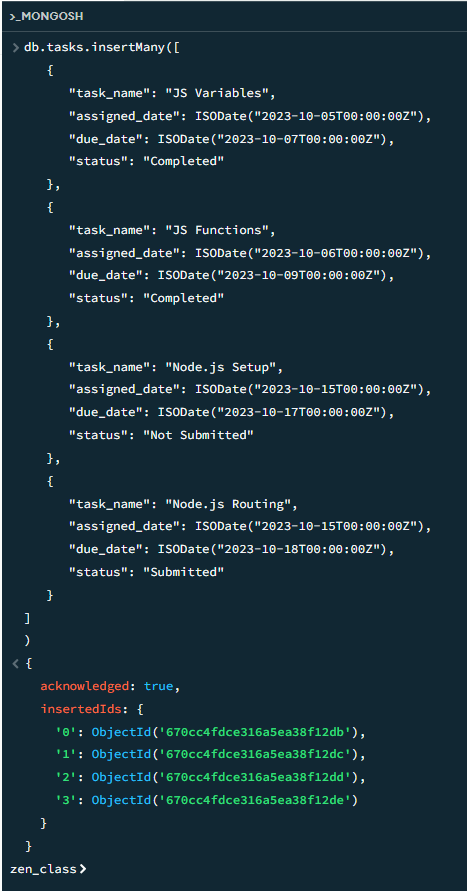 >_MONGOSH
> db.tasks.insertMany([
{
"task_name": "JS Variables",
"assigned_date": ISODate("2023-10-05T00:00:00Z"),
"due_date": ISODate("2023-10-07T00:00:00Z"),
"status": "Completed"
},
{
"task_name": "JS Functions",
"assigned_date": ISODate("2023-10-06T00:00:00Z"),
"due_date": ISODate("2023-10-09T00:00:00Z"),
"status": "Completed"
},
{
"task_name": "Node.js Setup",
"assigned_date": ISODate("2023-10-15T00:00:00Z"),
"due_date": ISODate("2023-10-17T00:00:00Z"),
"status": "Not Submitted"
},
{
"task_name": "Node.js Routing",
"assigned_date": ISODate("2023-10-15T00:00:00Z"),
"due_date": ISODate("2023-10-18T00:00:00Z"),
"status": "Submitted"
}
]
)
< {
acknowledged: true,
insertedIds: {
'0': ObjectId('670cc4fdce316a5ea38f12db'),
'1': ObjectId('670cc4fdce316a5ea38f12dc'),
'2': ObjectId('670cc4fdce316a5ea38f12dd'),
'3': ObjectId('670cc4fdce316a5ea38f12de')
}
}
zen_class>